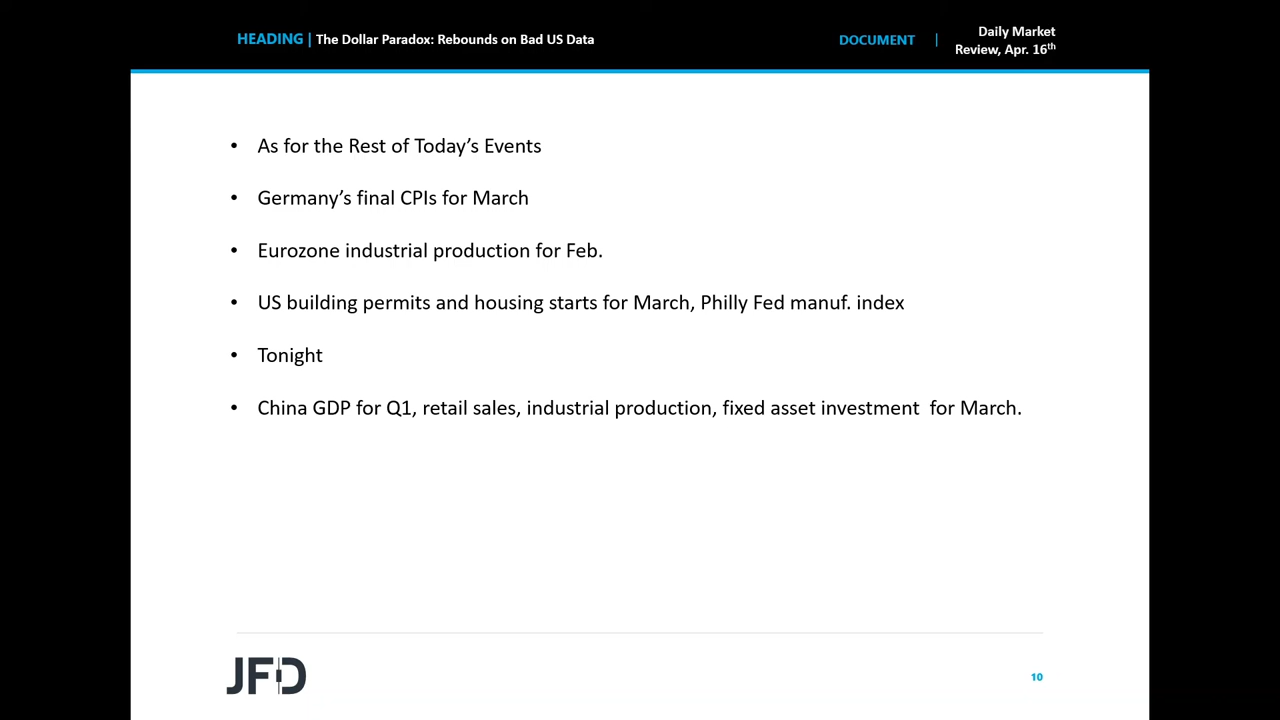 HEADING | The Dollar Paradox: Rebounds on Bad US Data
DOCUMENT |
Daily Market
Review, Apr. 16th
• As for the Rest of Today’s Events
• Germany’s final CPIs for March
• Eurozone industrial production for Feb.
• US building permits and housing starts for March, Philly Fed manuf. index
• Tonight
• China GDP for Q1, retail sales, industrial production, fixed asset investment  for March.
JFD
10